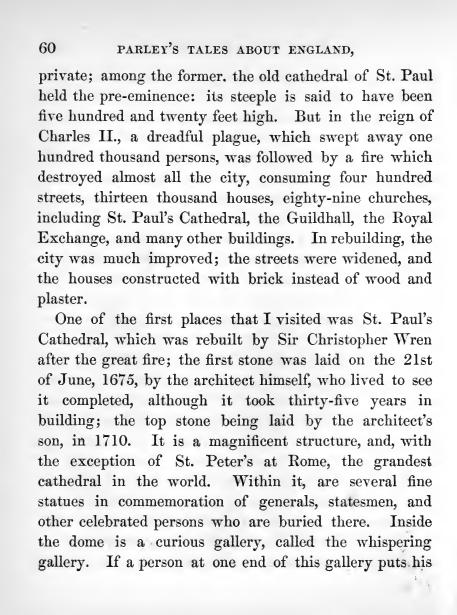 60 PARLEY'S TALES ABOUT ENGLAND,
private; among the former. the old cathedral of St. Paul
held the pre-eminence: its steeple is said to have been
five hundred and twenty feet high. But in the reign of
Charles II., a dreadful plague, which swept away one
hundred thousand persons, was followed by a fire which
destroyed almost all the city, consuming four hundred
streets, thirteen thousand houses, eighty-nine churches,
including St. Paul's Cathedral, the Guildhall, the Royal
Exchange, and many other buildings. In rebuilding, the
city was much improved; the streets were widened, and
the houses constructed with brick instead of wood and
plaster.
One of the first places that I visited was St. Paul's
Cathedral, which was rebuilt by Sir Christopher Wren
after the great fire; the first stone was laid on the 21st
of June, 1675, by the architect himself, who lived to see
it completed, although it took thirty-five years in
building; the top stone being laid by the architect's
son, in 1710. It is a magnificent structure, and, with
the exception of St. Peter's at Rome, the grandest
cathedral in the world. Within it, are several fine
statues in commemoration of generals, statesmen, and
other celebrated persons who are buried there. Inside
the dome is a curious gallery, called the whispering
gallery. If a person at one end of this gallery puts his